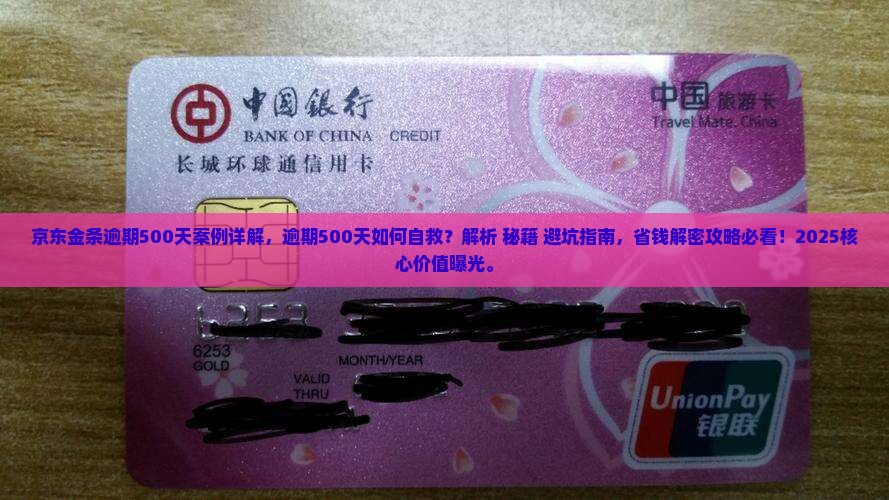 中国银行
BANK OF CHINA CREDIT
长城环球通信用卡
中国 旅游卡
Travel Mate. China
京东金条逾期500天案例详解，逾期500天如何自救？解析 秘籍 避坑指南，省钱解密攻略必看！2025核
心价值曝光。
6253
6253
GOLD
MONTH/YEAR
VALID
THRU
UnionPay
银联